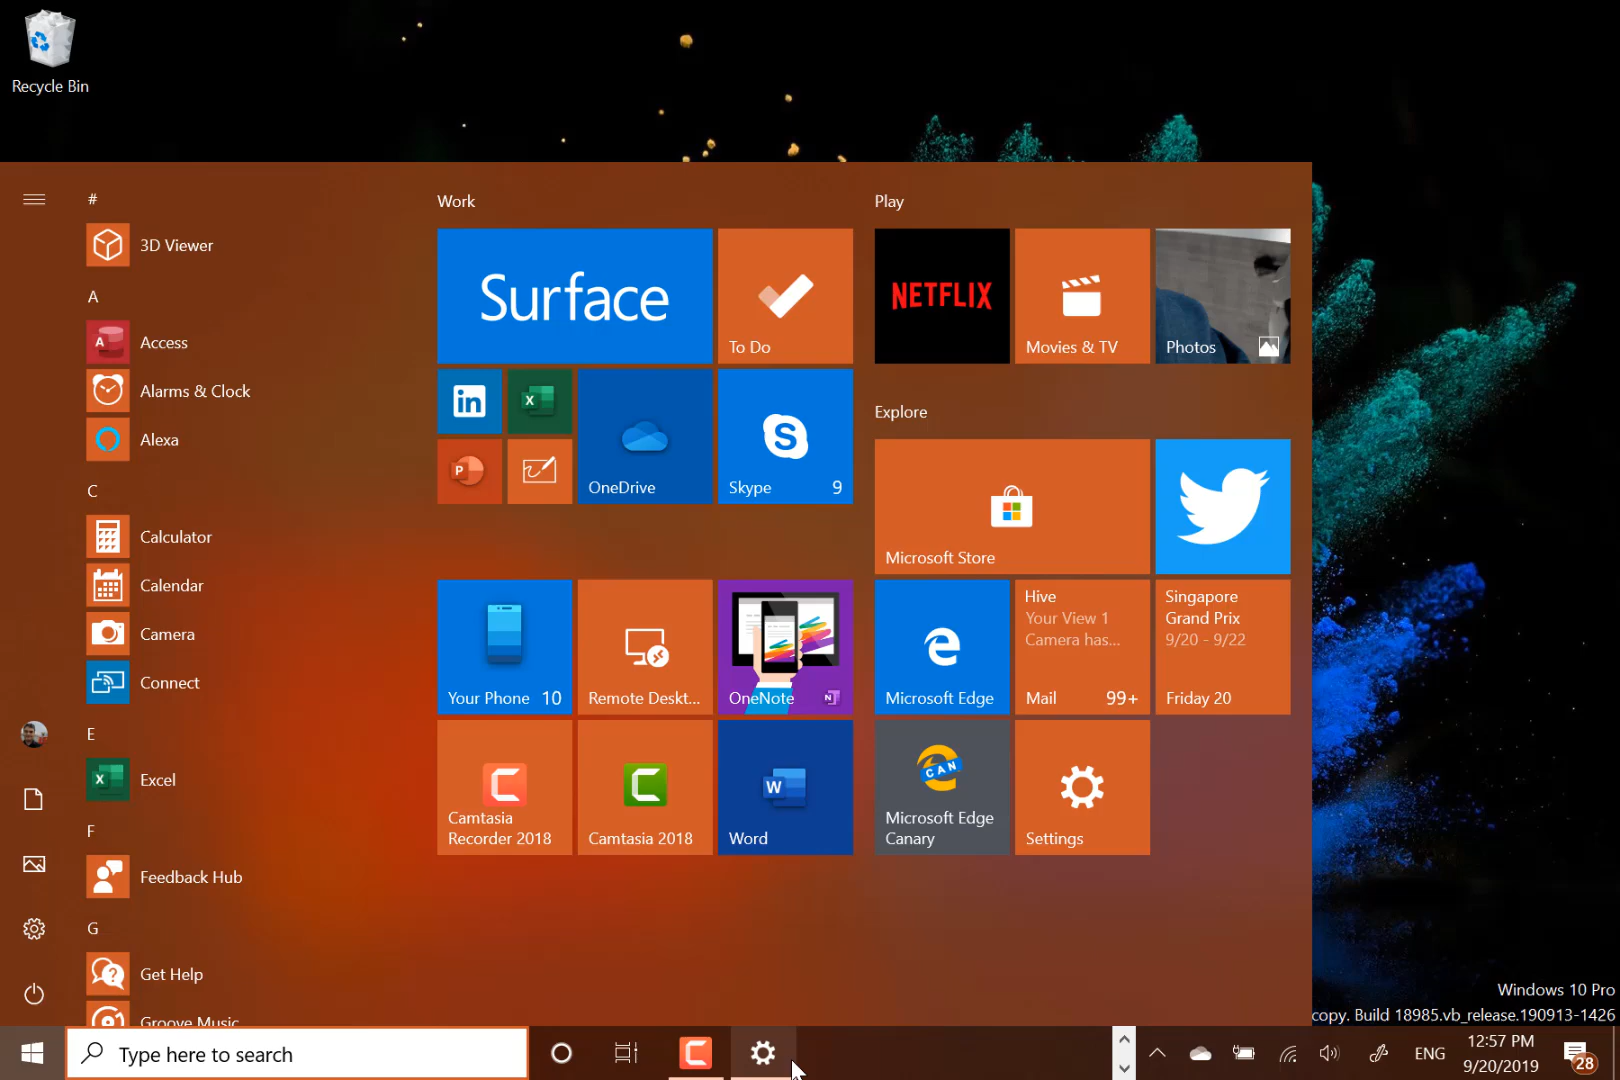 Recycle Bin
#
3D Viewer
A
Access
Alarms & Clock
Alexa
C
Calculator
Calendar
Camera
Connect
E
Excel
F
Feedback Hub
G
Get Help
Groove Music
Work
Surface
To Do
in
X
P
OneDrive
S
Skype 9
Your Phone 10
Remote Deskt...
OneNote
N
Camtasia
Recorder 2018
Camtasia 2018
W
Word
Play
NETFLIX
Movies & TV
Photos
Explore
Microsoft Store
Microsoft Edge
Hive
Your View 1
Camera has...
Mail 99+
Singapore
Grand Prix
9/20 - 9/22
Friday 20
CAN
Microsoft Edge
Canary
Settings
Windows 10 Pro
copy. Build 18985.vb_release.190913-1426
Type here to search
ENG
12:57 PM
9/20/2019
28